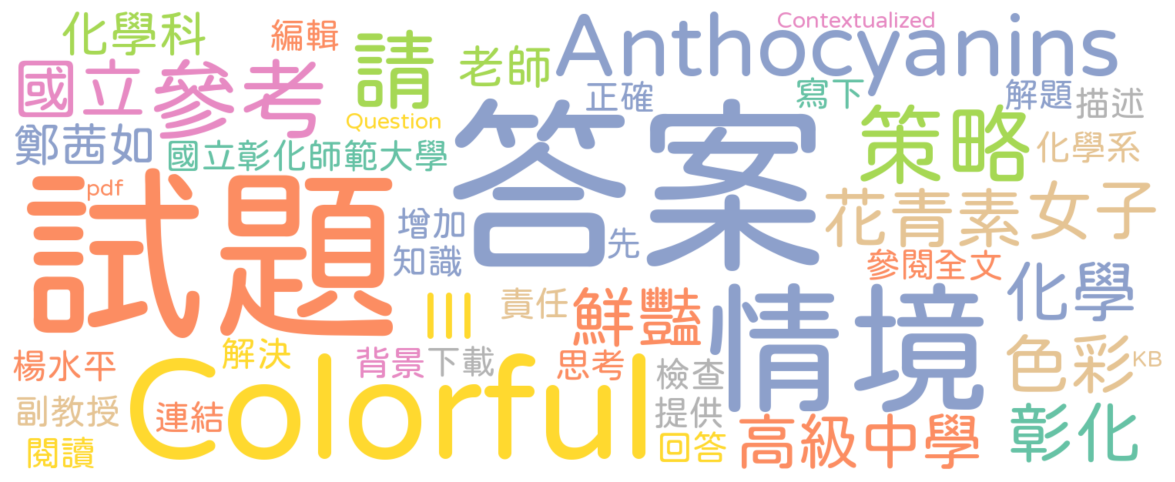 Contextualized
化學科
編輯
請
老師
Anthocyanins
國立
參考
正確
寫下
解題
描述
Question
鄭茜如
國立彰化師範大學
答案
策略
化學系
pdf
試題
增加
先
花青素
女子
知識
參閱全文
III
責任
鮮豔
情境
化學
楊水平
解決
背景
下載
思考
檢查
色彩
KB
副教授
連結
Colorful
提供
高級中學
彰化
閱讀
回答